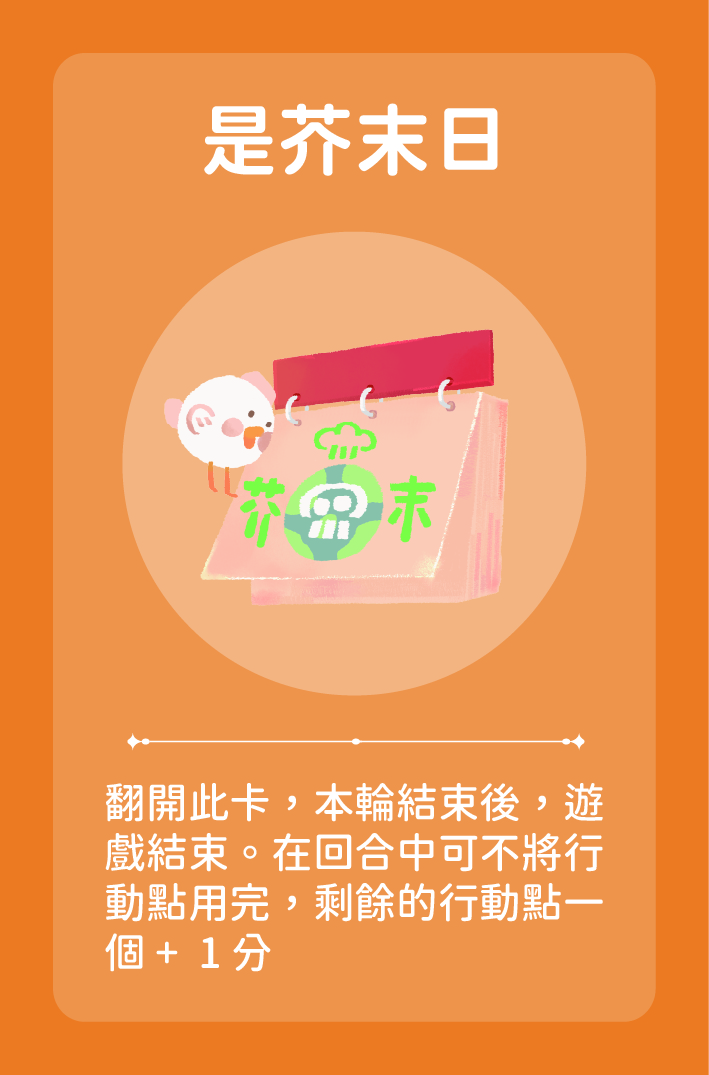 是芥末日
芥 末
翻開此卡，本輪結束後，遊
戲結束。在回合中可不將行
動點用完，剩餘的行動點一
個 + 1 分